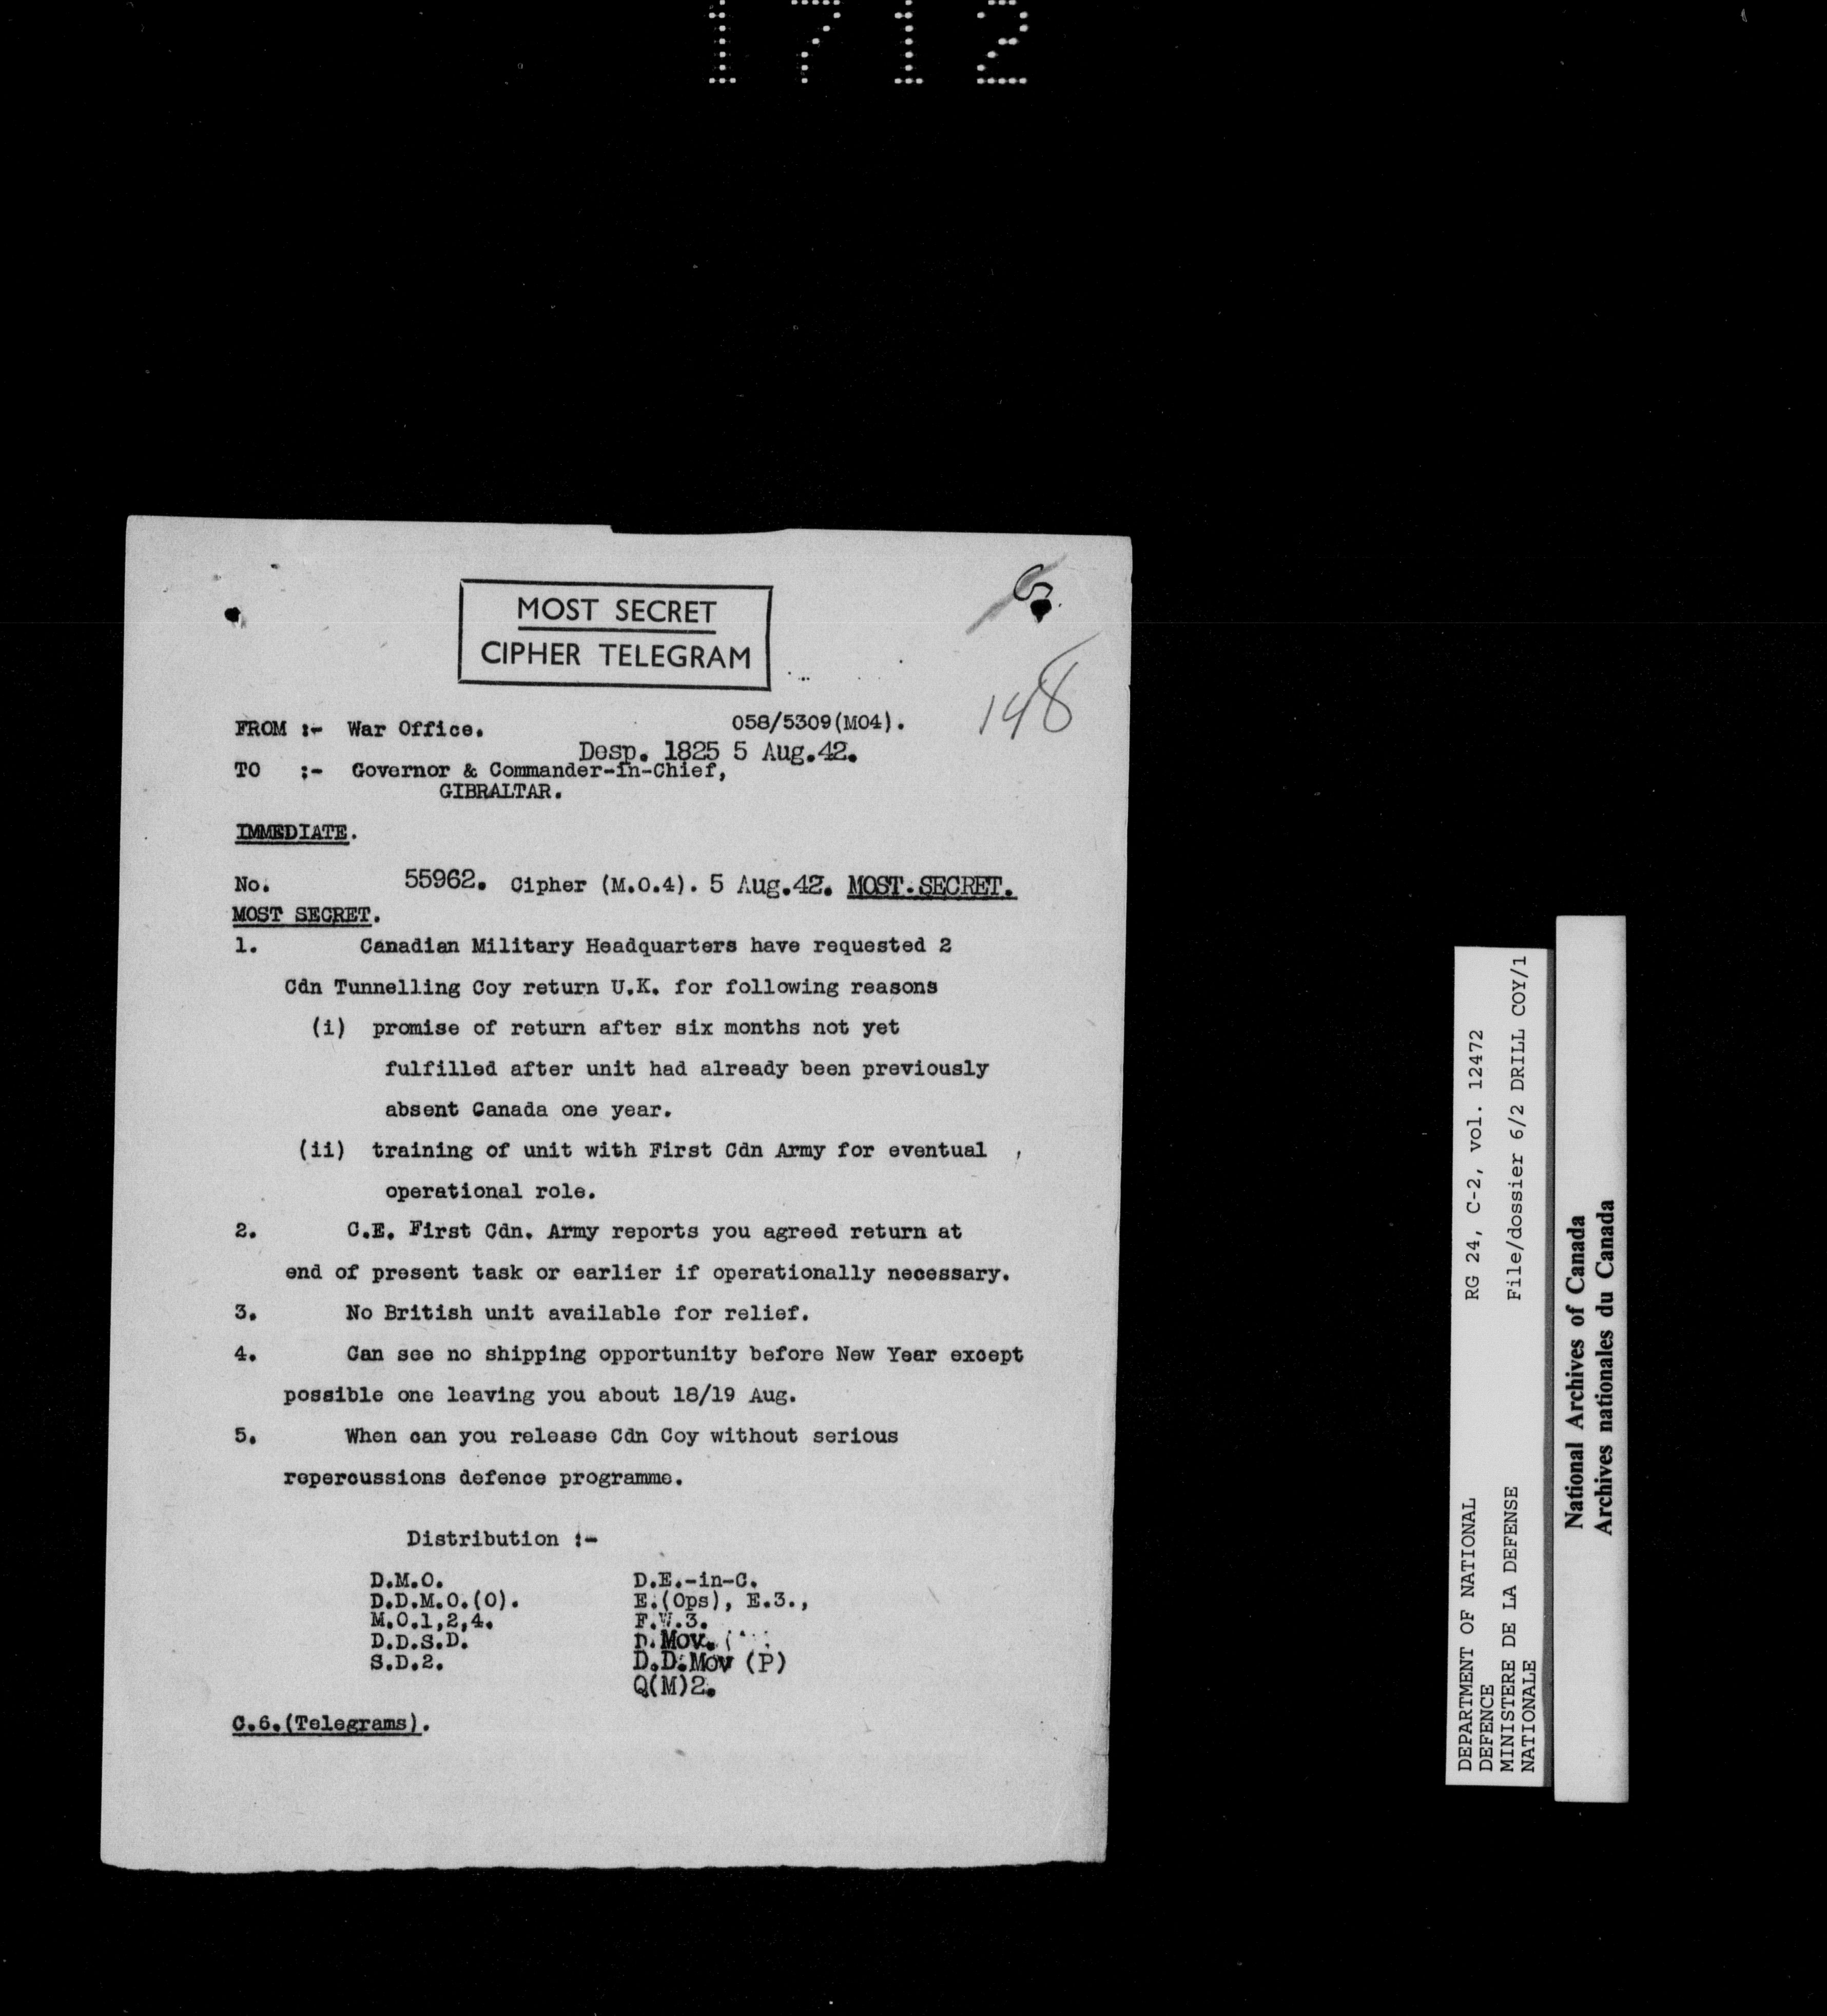 1712
MOST SECRET
CIPHER TELEGRAM
148
FROM :- War Office.
058/5309(MO4).
Desp. 1825 5 Aug.42.
TO :- Governor & Commander-in-Chief,
GIBRALTAR.
IMMEDIATE.
No. 55962. Cipher (M.O.4). 5 Aug.42. MOST SECRET.
MOST SECRET.
1. Canadian Military Headquarters have requested 2
Cdn Tunnelling Coy return U.K. for following reasons
(i) promise of return after six months not yet
fulfilled after unit had already been previously
absent Canada one year.
(ii) training of unit with First Cdn Army for eventual
operational role.
2. C.E. First Cdn. Army reports you agreed return at
end of present task or earlier if operationally necessary.
3. No British unit available for relief.
4. Can see no shipping opportunity before New Year except
possible one leaving you about 18/19 Aug.
5. When can you release Cdn Coy without serious
repercussions defence programme.
Distribution :-
D.M.O.
D.D.M.O.(O).
M.O.1,2,4.
D.D.S.D.
S.D.2.
D.E.-in-C.
E.(Ops), E.3.,
F.W.3.
D. Mov.
D.D.Mov (P)
Q(M)2.
C.6.(Telegrams).
DEPARTMENT OF NATIONAL
DEFENCE
MINISTERE DE LA DEFENSE
NATIONALE
RG 24, C-2, vol. 12472
File/dossier 6/2 DRILL COY/1
National Archives of Canada
Archives nationales du Canada